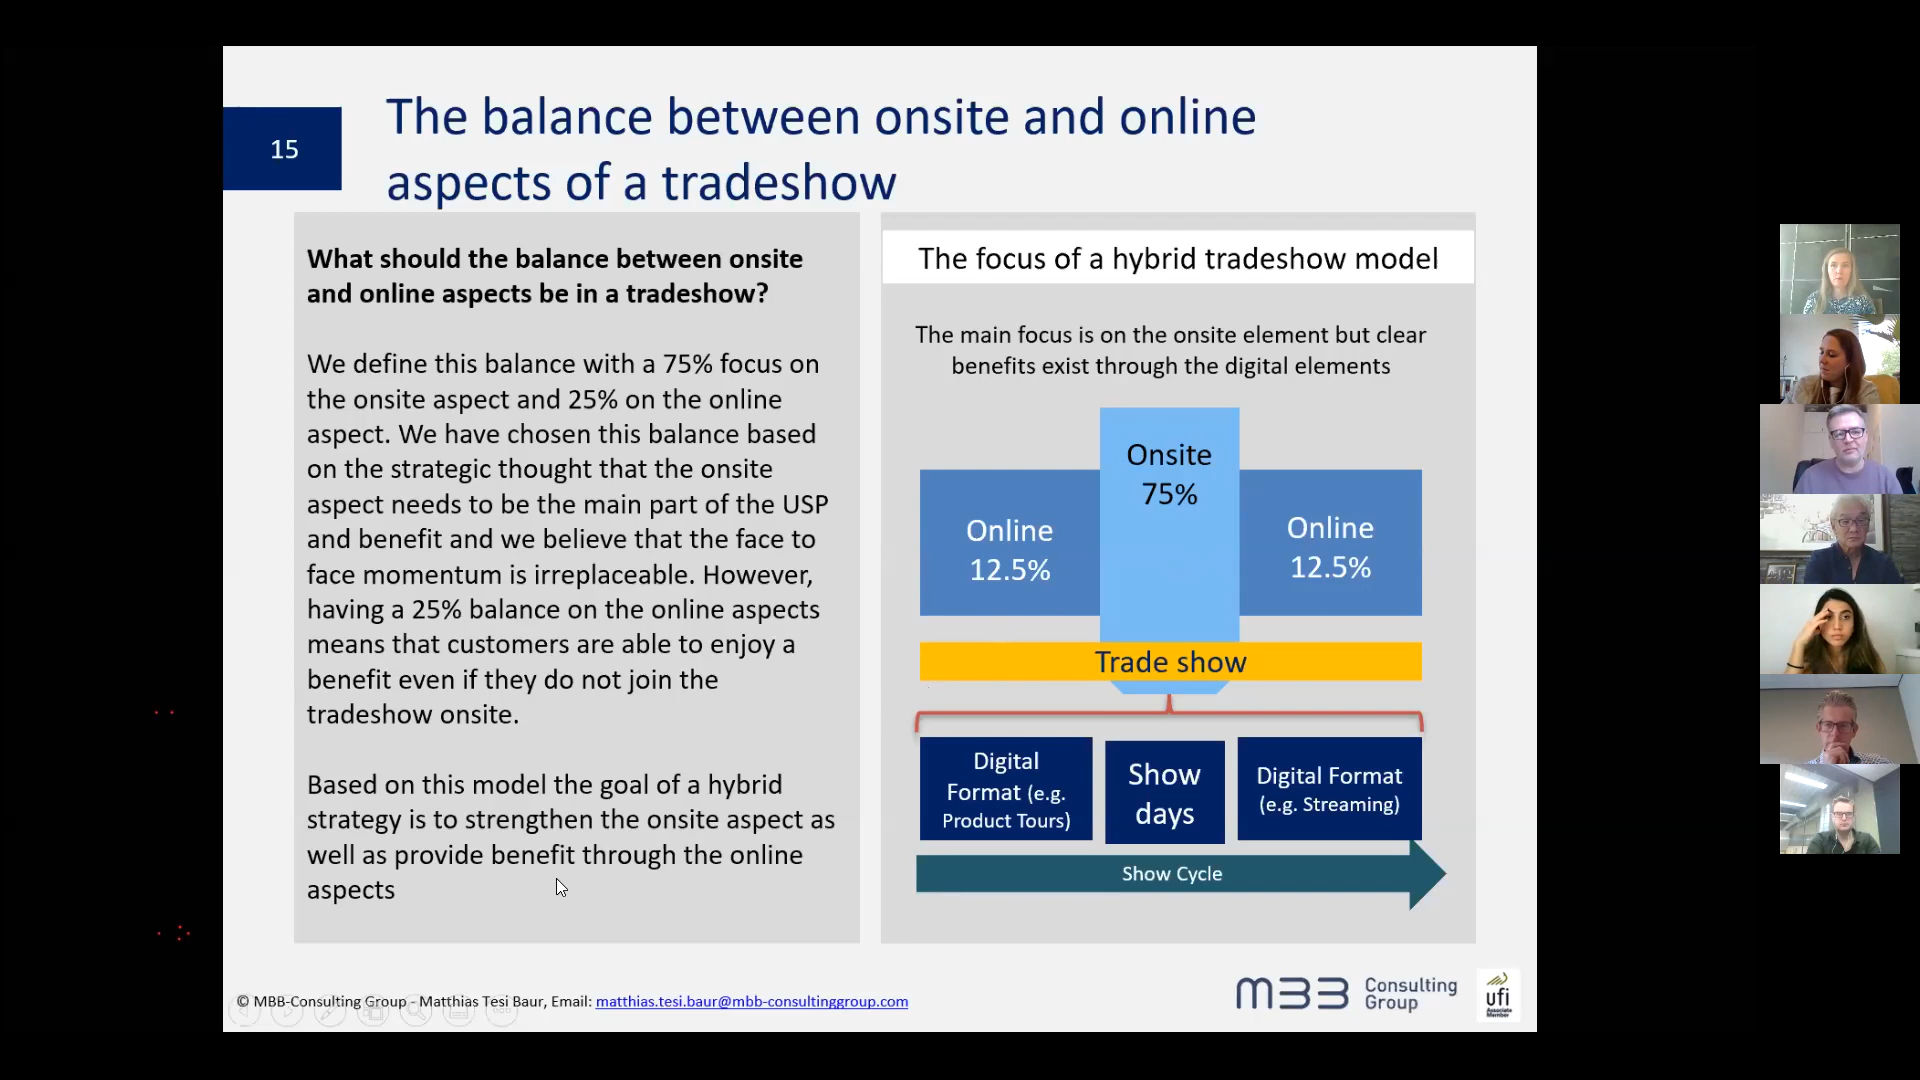 15
The balance between onsite and online
aspects of a tradeshow
What should the balance between onsite
and online aspects be in a tradeshow?
We define this balance with a 75% focus on
the onsite aspect and 25% on the online
aspect. We have chosen this balance based
on the strategic thought that the onsite
aspect needs to be the main part of the USP
and benefit and we believe that the face to
face momentum is irreplaceable. However,
having a 25% balance on the online aspects
means that customers are able to enjoy a
benefit even if they do not join the
tradeshow onsite.
Based on this model the goal of a hybrid
strategy is to strengthen the onsite aspect as
well as provide benefit through the online
aspects
The focus of a hybrid tradeshow model
The main focus is on the onsite element but clear
benefits exist through the digital elements
Onsite
75%
Online
12.5%
Online
12.5%
Trade show
Digital
Format (e.g.
Product Tours)
Show
days
Digital Format
(e.g. Streaming)
Show Cycle
© MBB-Consulting Group - Matthias Tesi Baur, Email: matthias.tesi.baur@mbb-consultinggroup.com
MBB Consulting
Group
ufi
Associate
Member